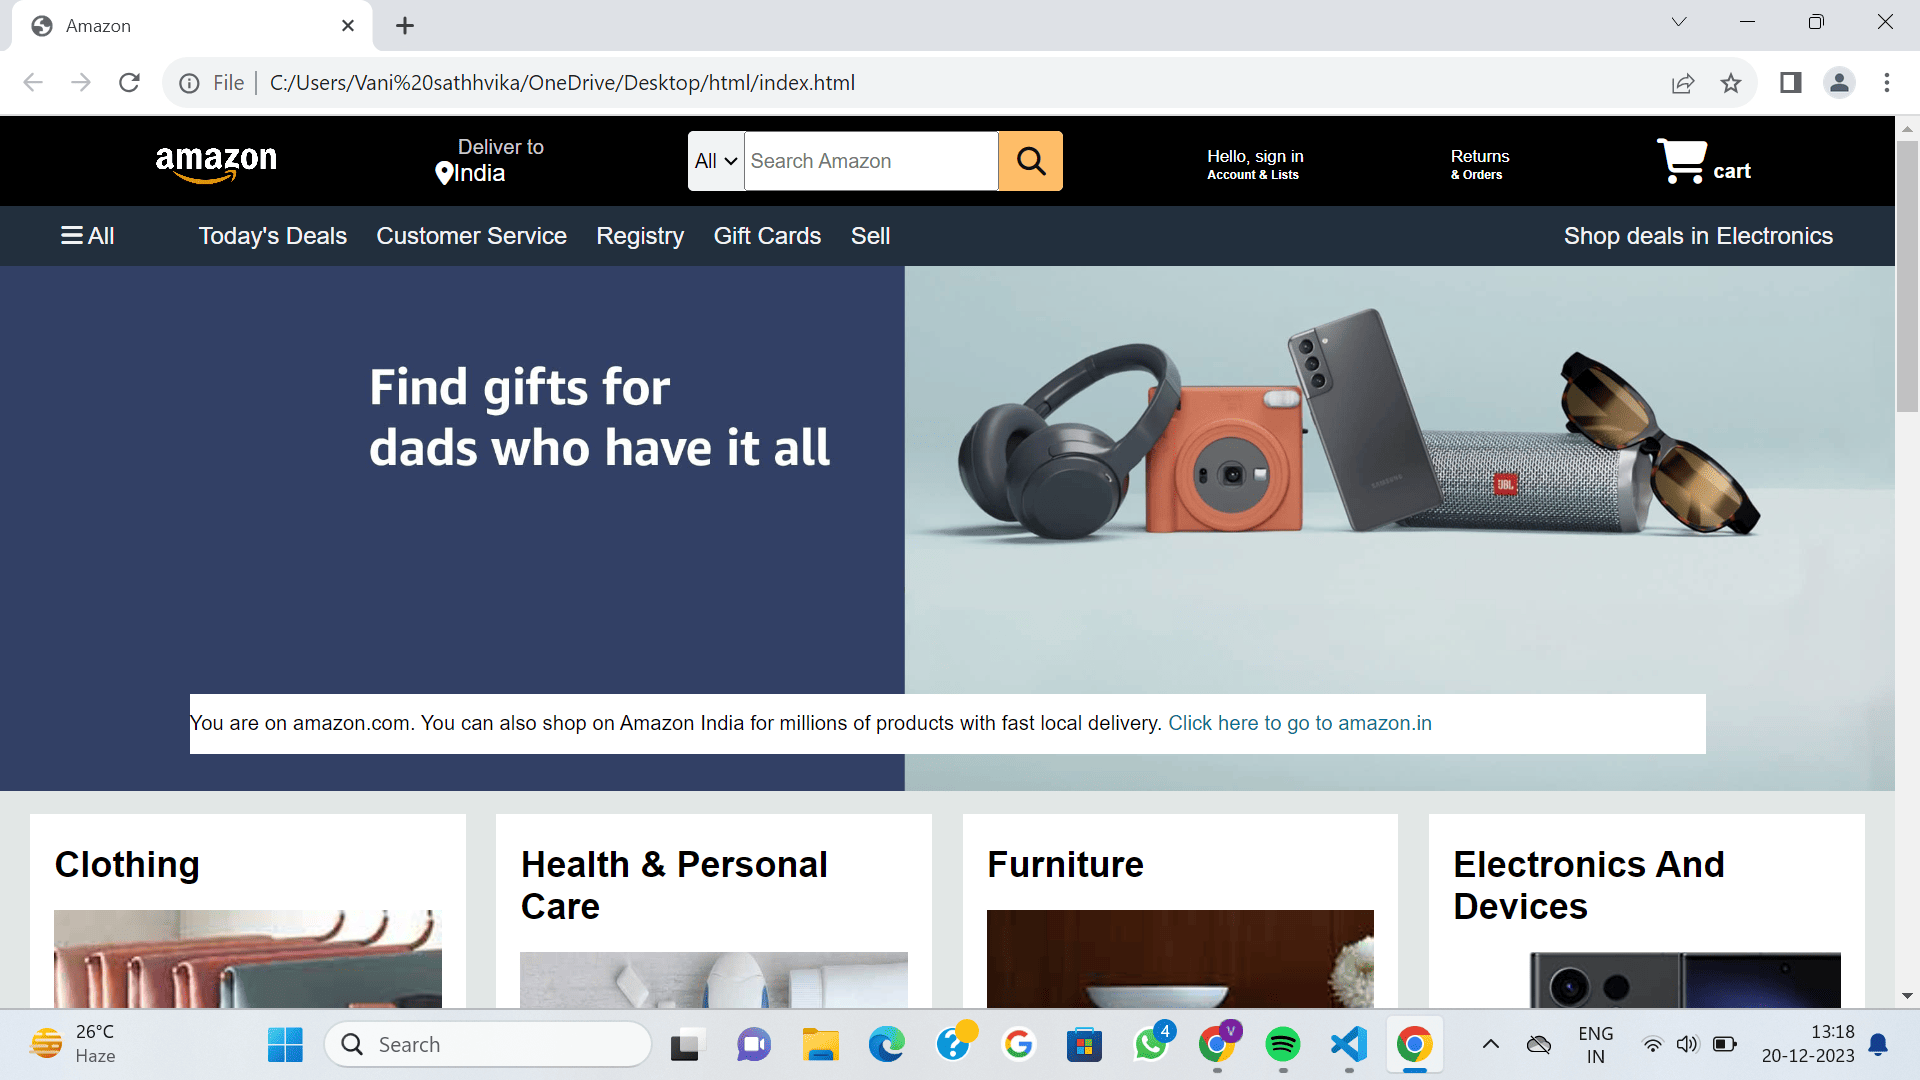 Amazon
File
C:/Users/Vani%20sathhvika/OneDrive/Desktop/html/index.html
amazon
Deliver to
India
All
Search Amazon
Hello, sign in
Account & Lists
Returns
& Orders
cart
All
Today's Deals
Customer Service
Registry
Gift Cards
Sell
Shop deals in Electronics
Find gifts for
dads who have it all
SAMSUNG
JBL
You are on amazon.com. You can also shop on Amazon India for millions of products with fast local delivery. Click here to go to amazon.in
Clothing
Health & Personal
Care
Furniture
Electronics And
Devices
26°C
Haze
Search
4
V
ENG
IN
13:18
20-12-2023